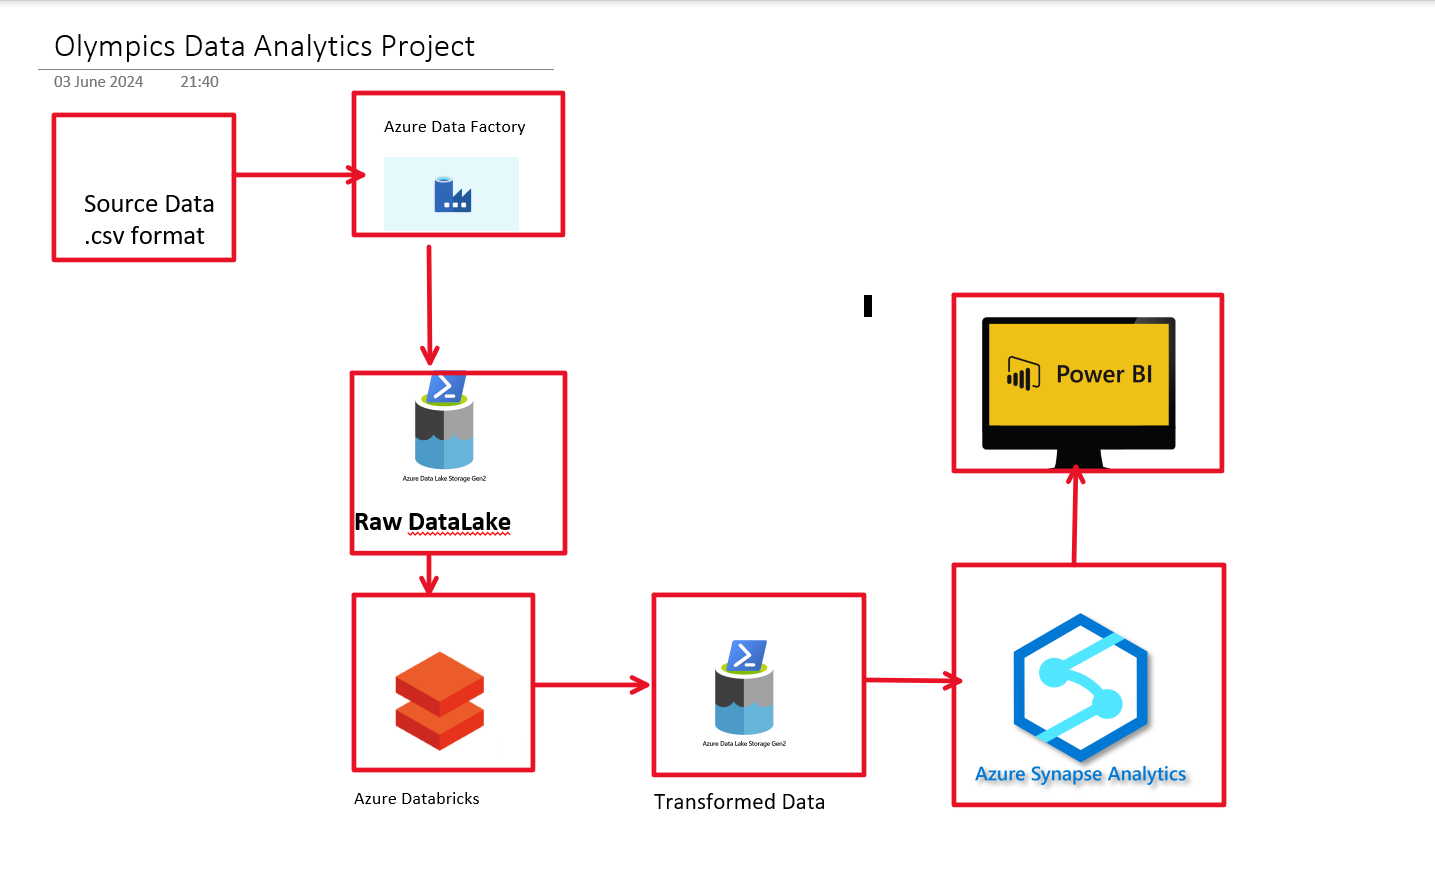 Olympics Data Analytics Project
03 June 2024 21:40
Source Data
.csv format
Azure Data Factory
Azure Data Lake Storage Gen2
Raw DataLake
Azure Databricks
Azure Data Lake Storage Gen2
Transformed Data
Azure Synapse Analytics
Power BI